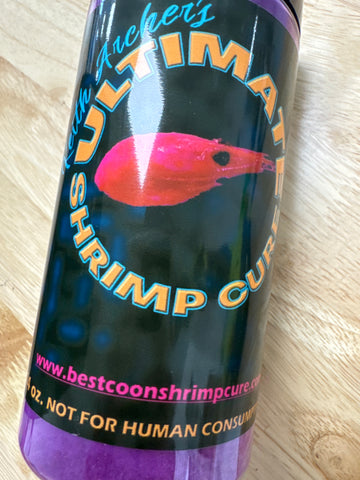 Keith Archer's
ULTIMATE
SHRIMP CURE
www.bestcoonshrimpcure.co
oz. NOT FOR HUMAN CONSUM